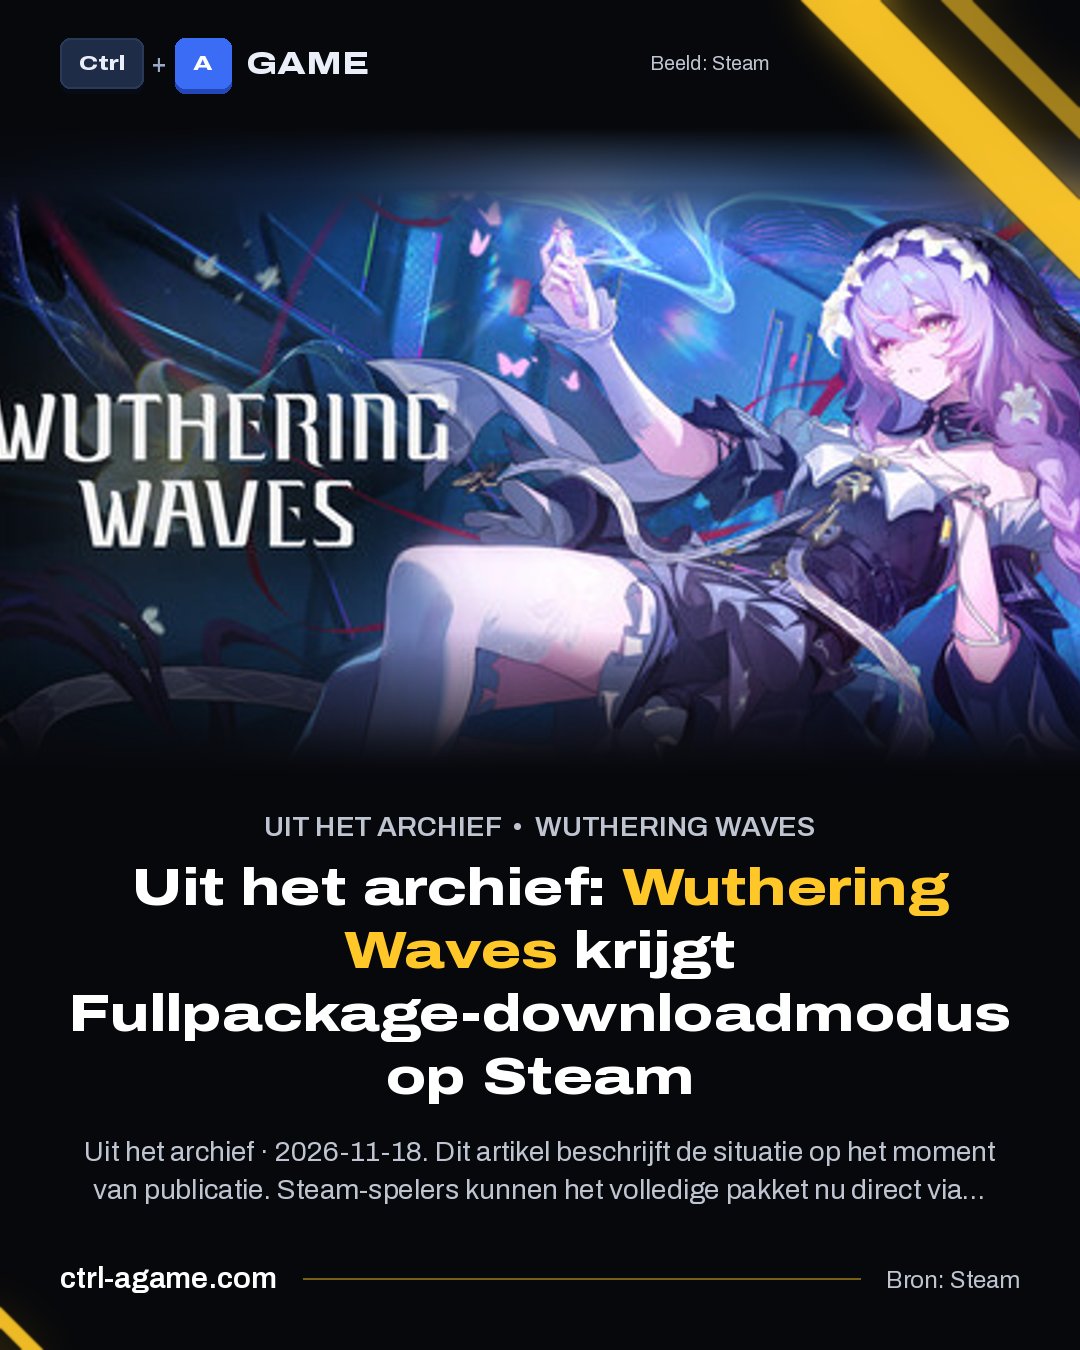 Ctrl + A GAME
Beeld: Steam
WUTHERING
WAVES
UIT HET ARCHIEF • WUTHERING WAVES
Uit het archief: Wuthering
Waves krijgt
Fullpackage-downloadmodus
op Steam
Uit het archief · 2026-11-18. Dit artikel beschrijft de situatie op het moment
van publicatie. Steam-spelers kunnen het volledige pakket nu direct via...
ctrl-agame.com
Bron: Steam